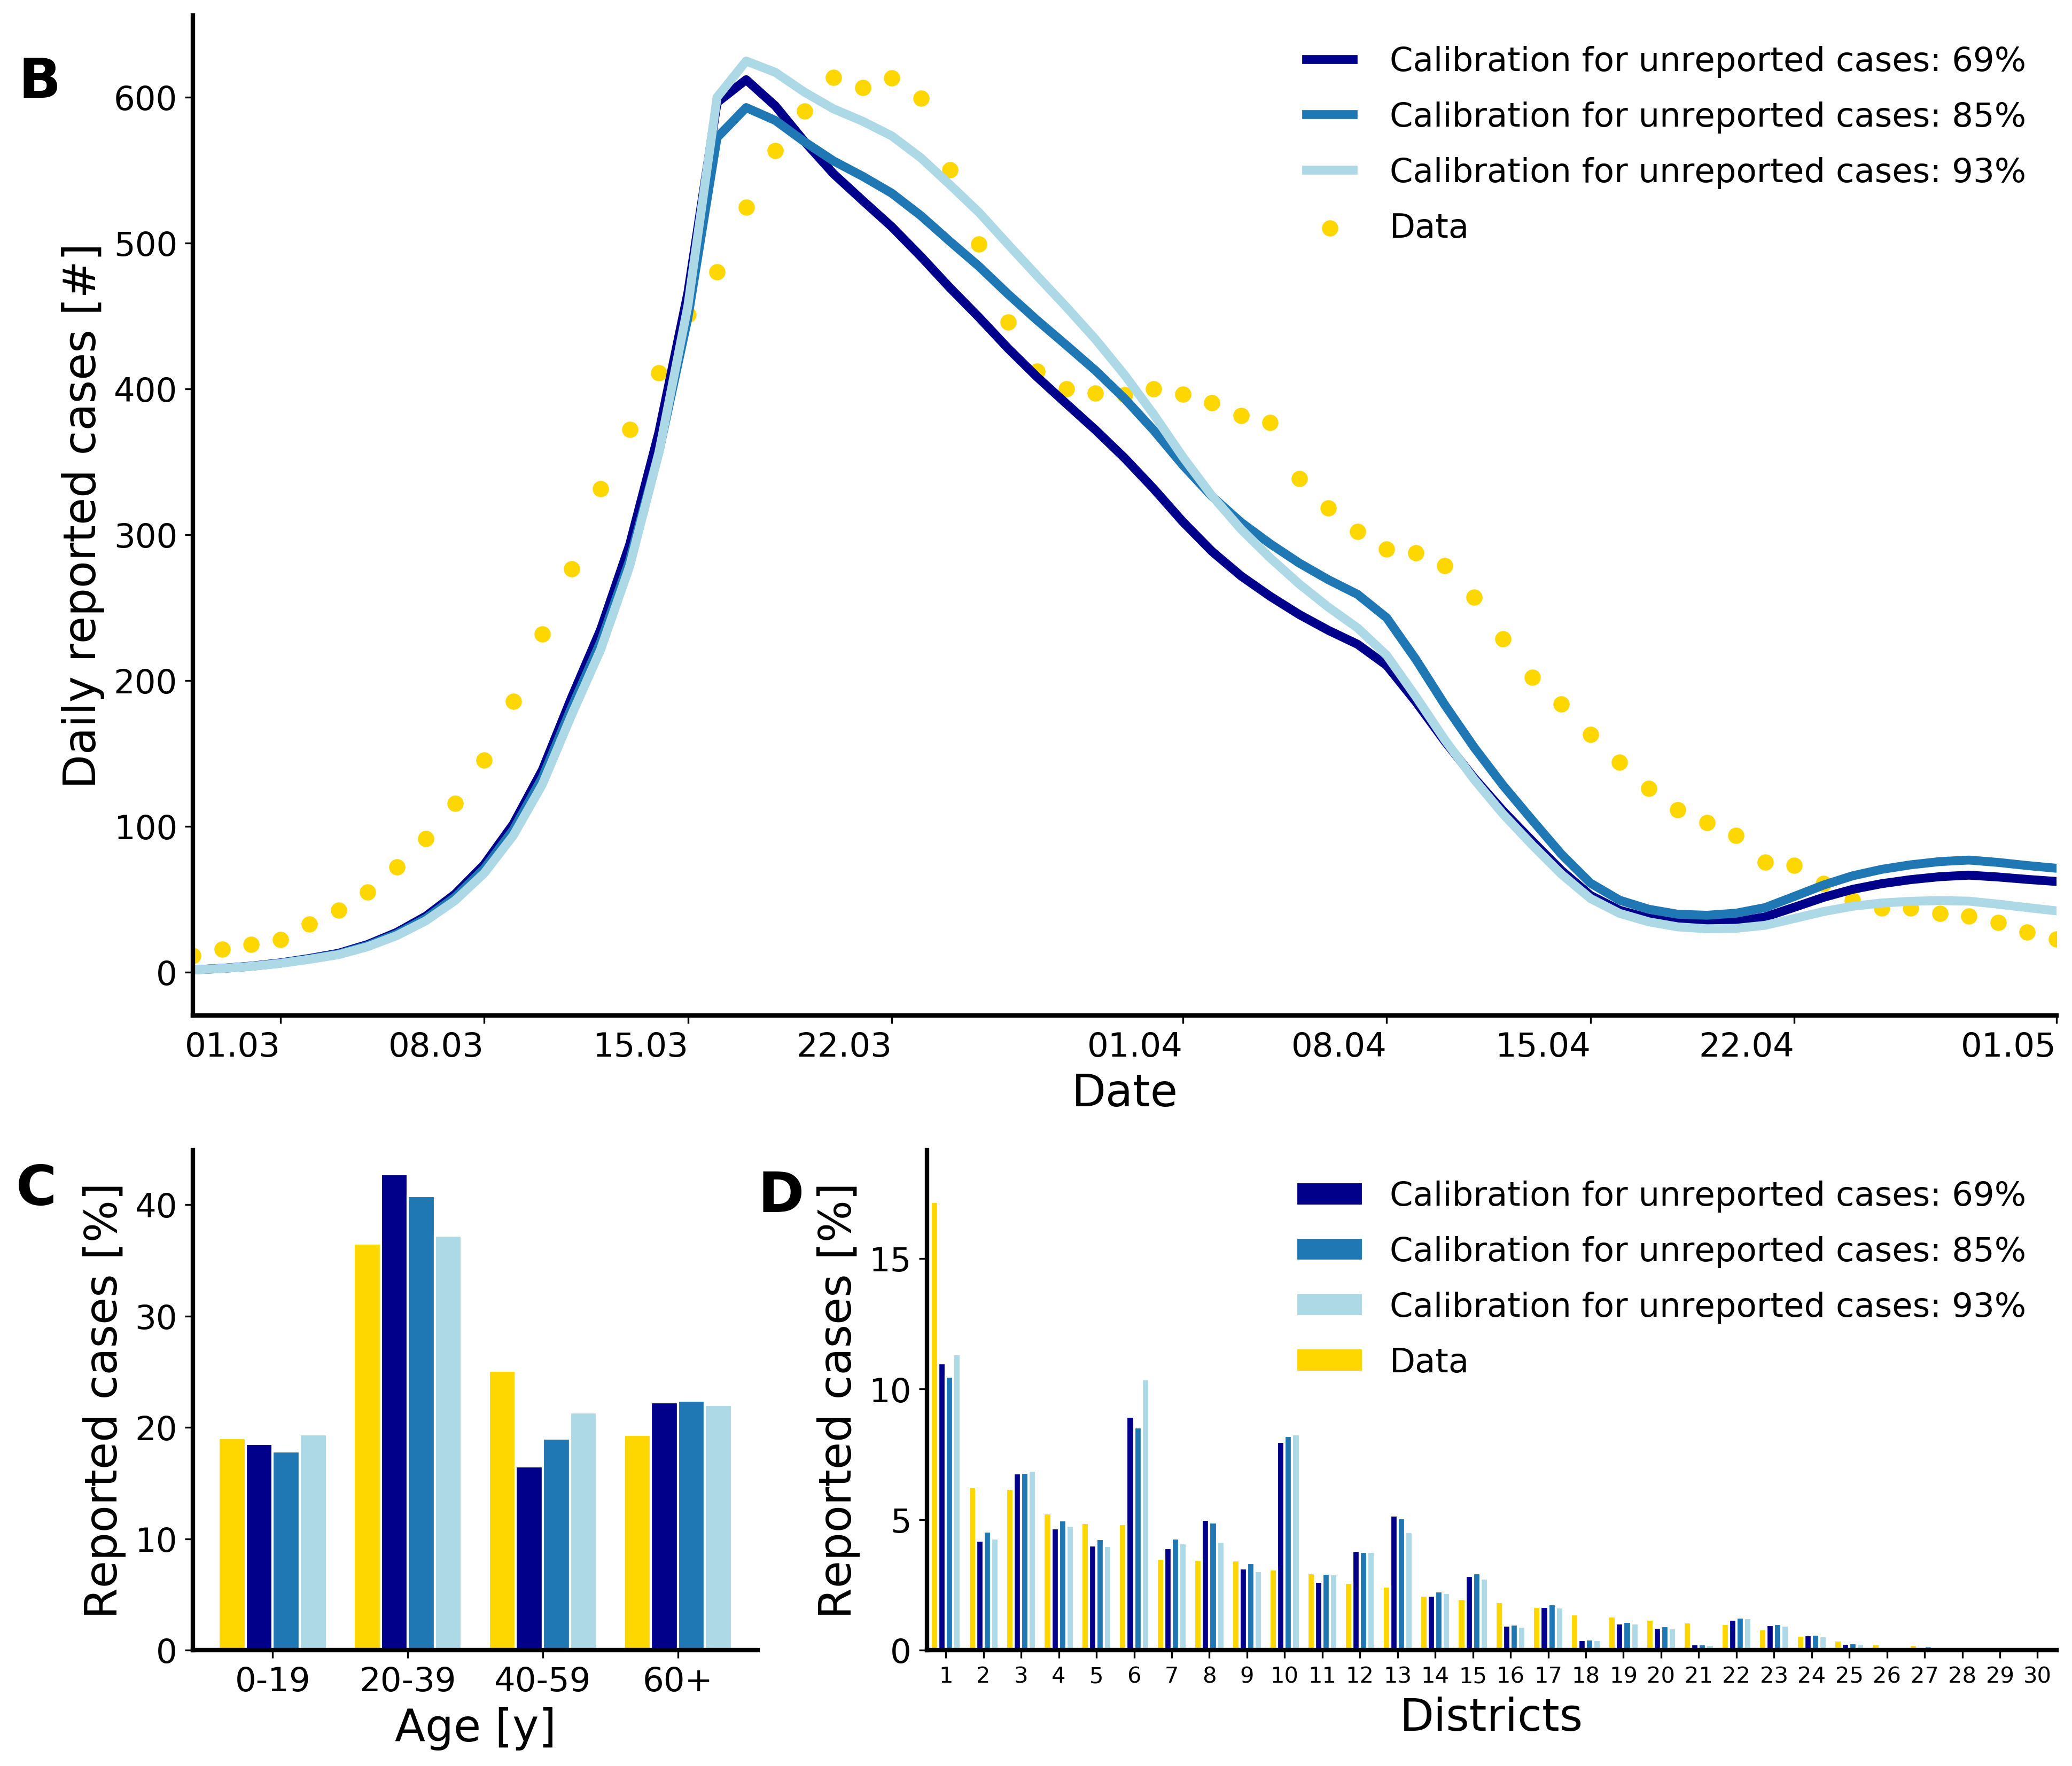 B
Daily reported cases [#]
600
500
400
300
200
100
0
Calibration for unreported cases: 69%
Calibration for unreported cases: 85%
Calibration for unreported cases: 93%
Data
01.03 08.03 15.03 22.03 01.04 08.04 15.04 22.04 01.05
Date
C
Reported cases [%]
40
30
20
10
0
0-19 20-39 40-59 60+
Age [y]
D
Reported cases [%]
15
10
5
0
Calibration for unreported cases: 69%
Calibration for unreported cases: 85%
Calibration for unreported cases: 93%
Data
1 2 3 4 5 6 7 8 9 10 11 12 13 14 15 16 17 18 19 20 21 22 23 24 25 26 27 28 29 30
Districts